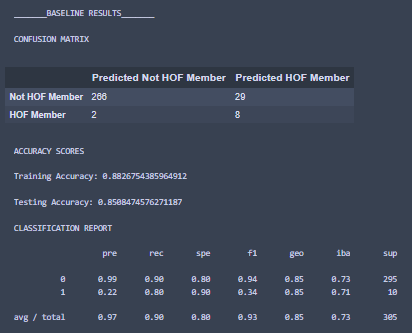 _______BASELINE RESULTS_______
CONFUSION MATRIX
Predicted Not HOF Member Predicted HOF Member
Not HOF Member 266 29
HOF Member 2 8
ACCURACY SCORES
Training Accuracy: 0.8826754385964912
Testing Accuracy: 0.8508474576271187
CLASSIFICATION REPORT
pre rec spe f1 geo iba sup
0 0.99 0.90 0.80 0.94 0.85 0.73 295
1 0.22 0.80 0.90 0.34 0.85 0.71 10
avg / total 0.97 0.90 0.80 0.93 0.85 0.73 305